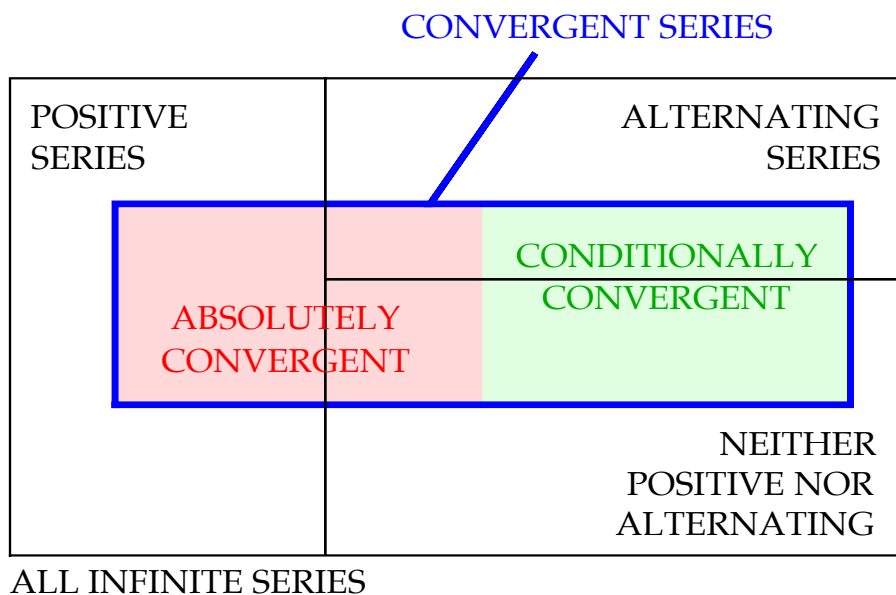 CONVERGENT SERIES
POSITIVE
SERIES
ALTERNATING
SERIES
CONDITIONALLY
CONVERGENT
ABSOLUTELY
CONVERGENT
NEITHER
POSITIVE NOR
ALTERNATING
ALL INFINITE SERIES